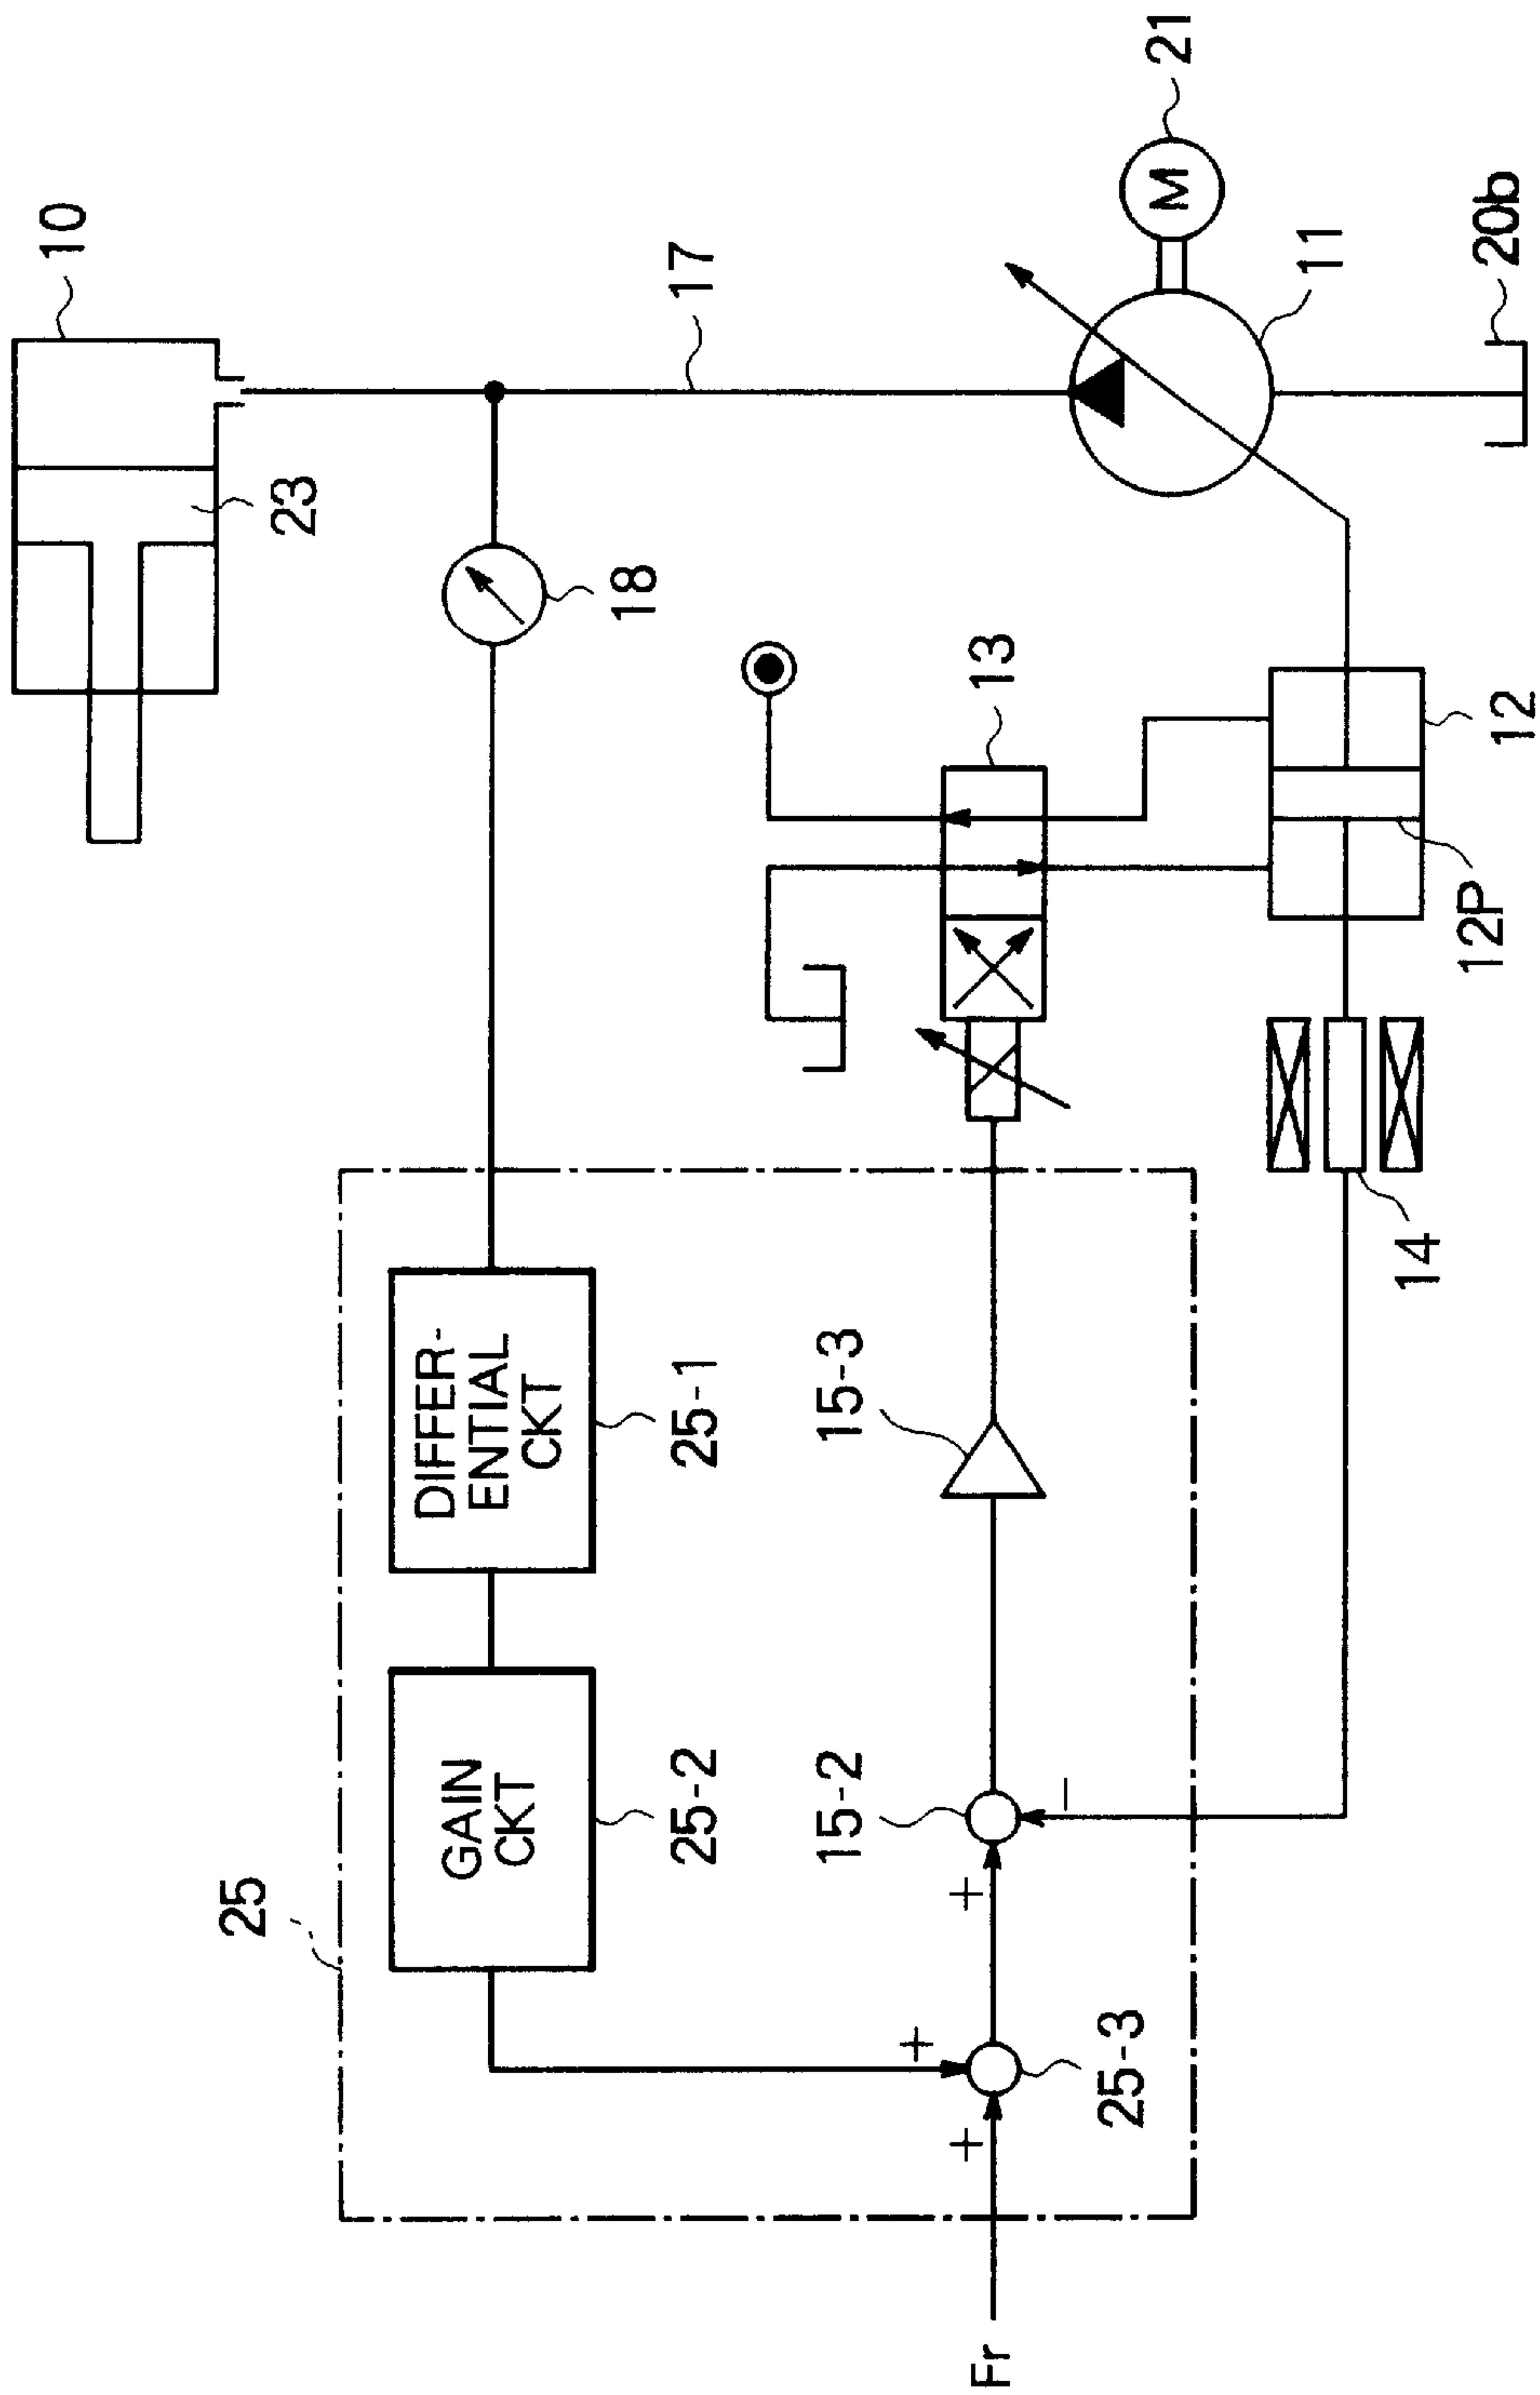 10
23
17
18
21
M
11
20b
13
12
12P
14
25
DIFFER-
ENTIAL
CKT
25-1
GAIN
CKT
25-2
15-3
15-2
+
−
+
+
25-3
Fr